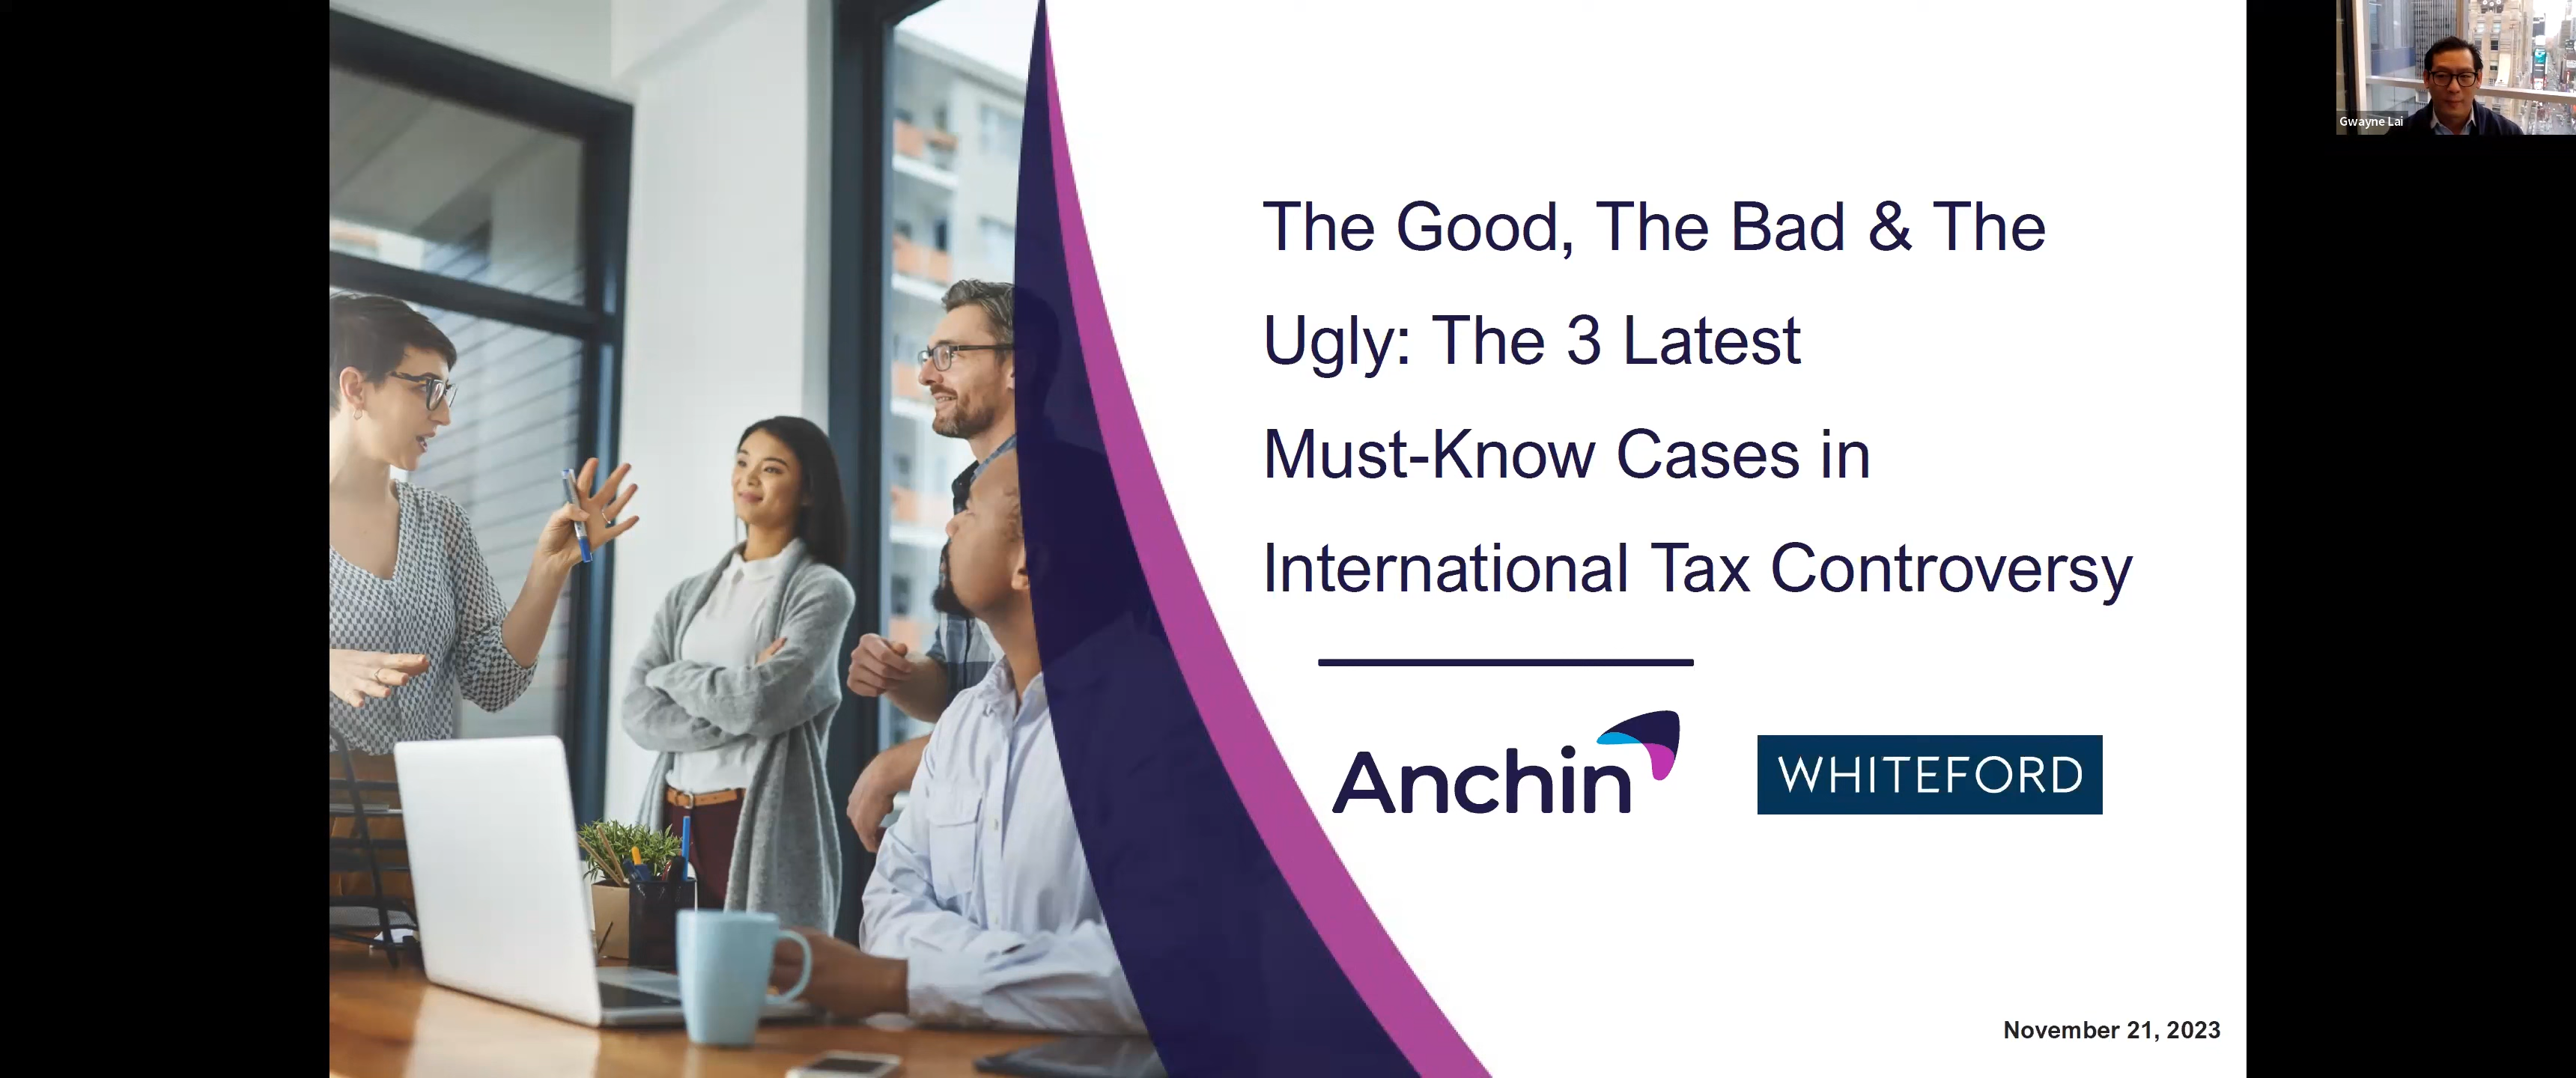 Gwayne Lai
The Good, The Bad & The
Ugly: The 3 Latest
Must-Know Cases in
International Tax Controversy
Anchin
WHITEFORD
November 21, 2023